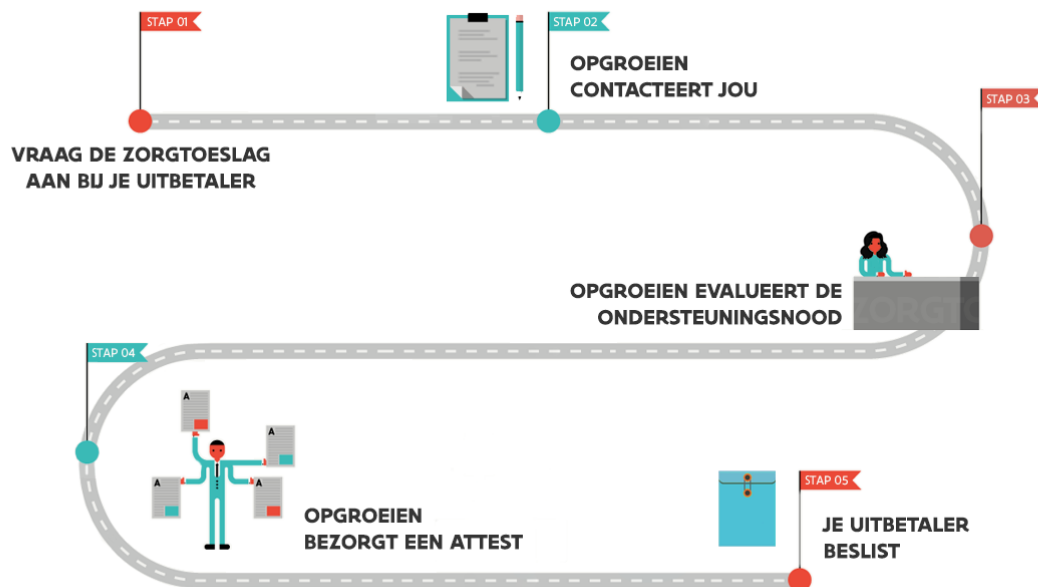 STAP 01
VRAAG DE ZORGTOESLAG
AAN BIJ JE UITBETALER
STAP 02
OPGROEIEN
CONTACTEERT JOU
STAP 03
OPGROEIEN EVALUEERT DE
ONDERSTEUNINGSNOOD
ZORGTO
STAP 04
A
A
A
A
OPGROEIEN
BEZORGT EEN ATTEST
STAP 05
JE UITBETALER
BESLIST